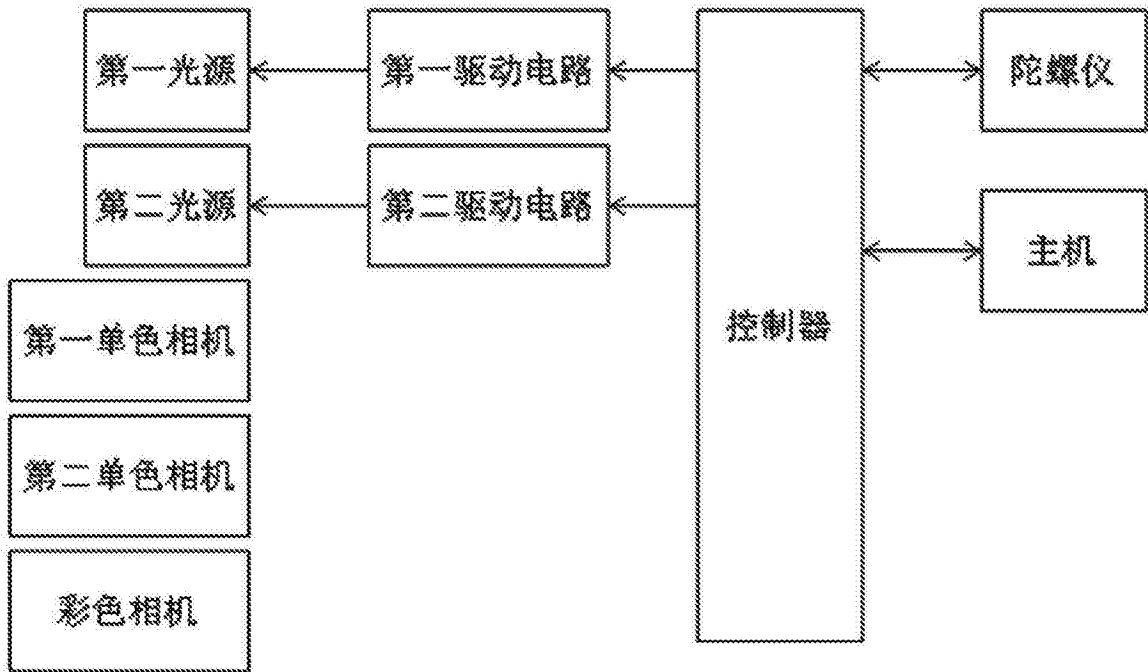 第一光源
第一驱动电路
陀螺仪
第二光源
第二驱动电路
主机
控制器
第一单色相机
第二单色相机
彩色相机